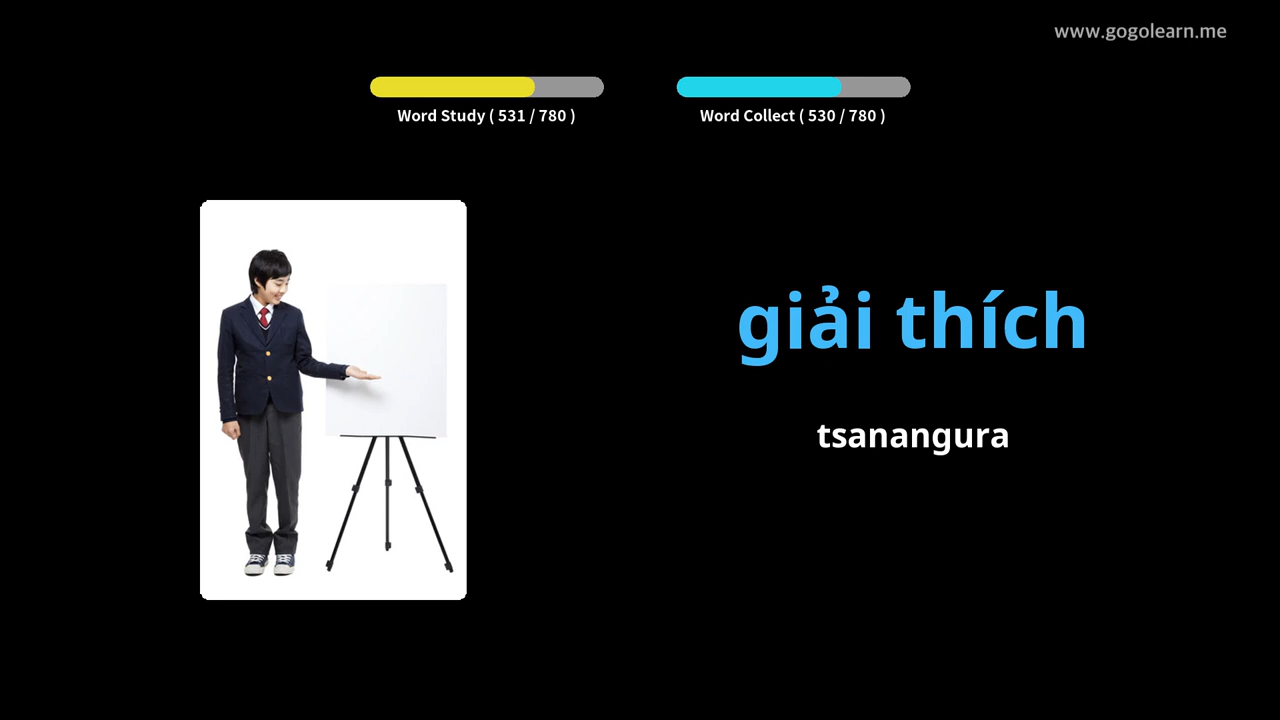 www.gogolearn.me
Word Study ( 531 / 780 )
Word Collect ( 530 / 780 )
giải thích
tsanangura